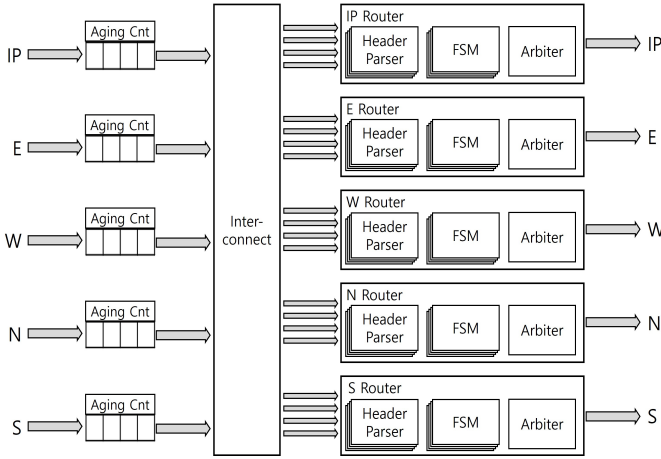 IP
Aging Cnt
IP Router
Header
Parser
FSM
Arbiter
IP
E
Aging Cnt
E Router
Header
Parser
FSM
Arbiter
E
W
Aging Cnt
Inter-
connect
W Router
Header
Parser
FSM
Arbiter
W
N
Aging Cnt
N Router
Header
Parser
FSM
Arbiter
N
S
Aging Cnt
S Router
Header
Parser
FSM
Arbiter
S